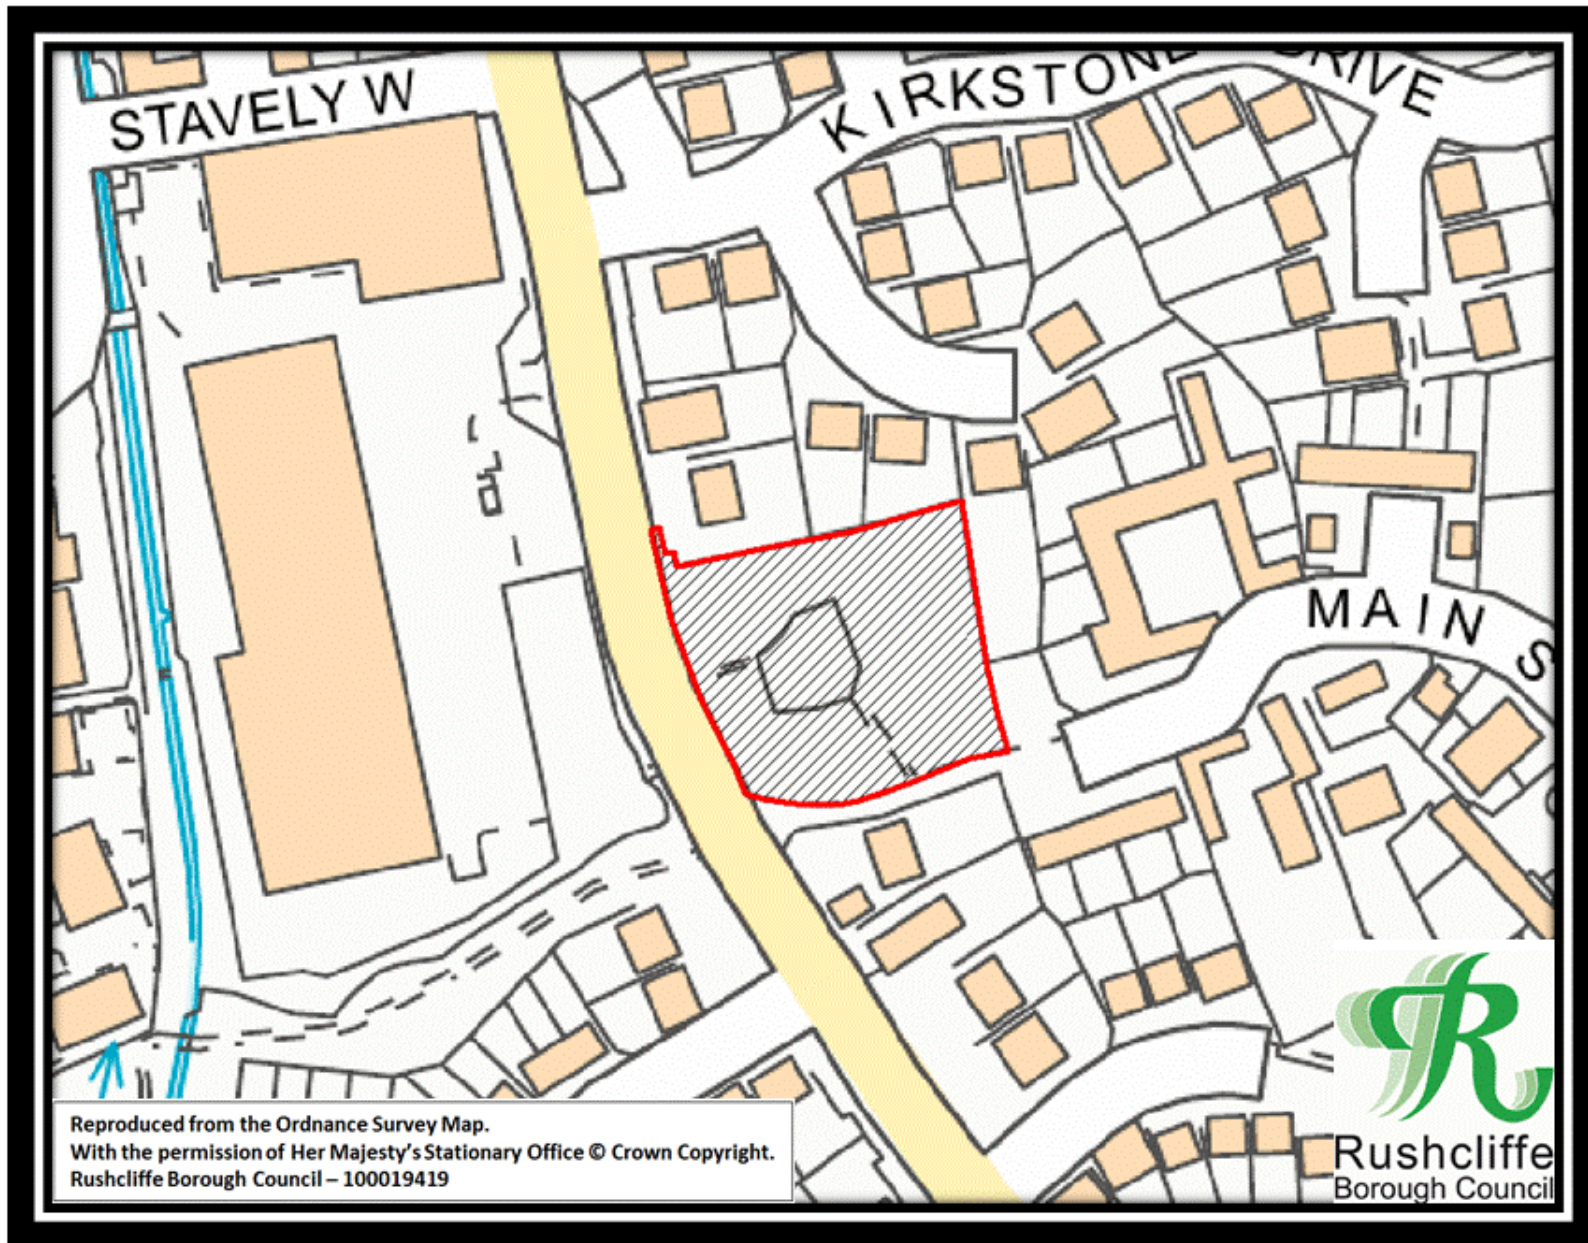 STAVELY W
KIRKSTONE DRIVE
MAIN S
Reproduced from the Ordnance Survey Map.
With the permission of Her Majesty's Stationary Office © Crown Copyright.
Rushcliffe Borough Council – 100019419
Rushcliffe
Borough Council